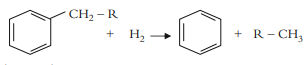 CH₂ – R
+ H₂ → + R – CH₃